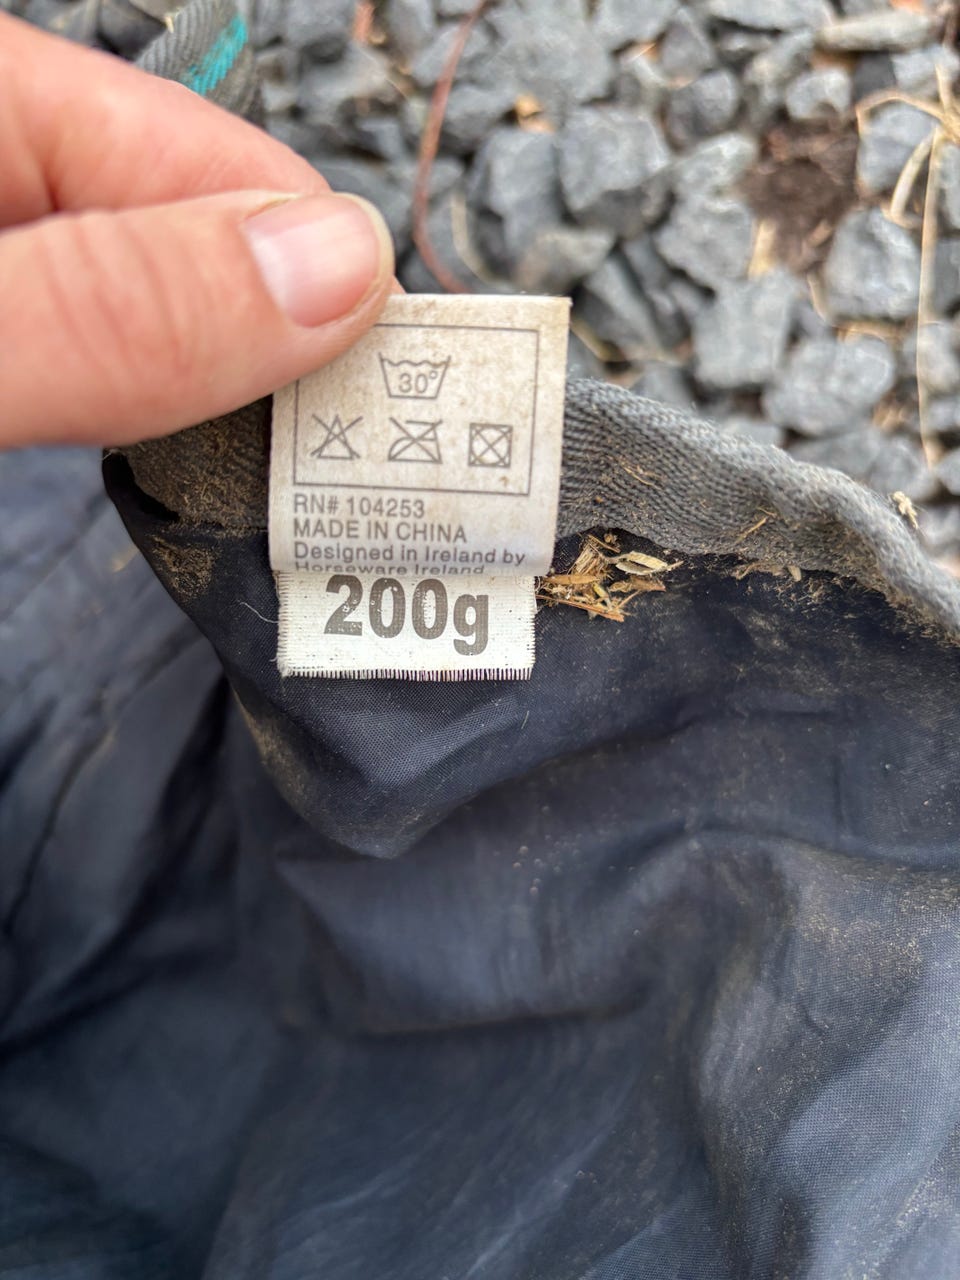 30°
RN# 104253
MADE IN CHINA
Designed in Ireland by
Horseware Ireland
200g